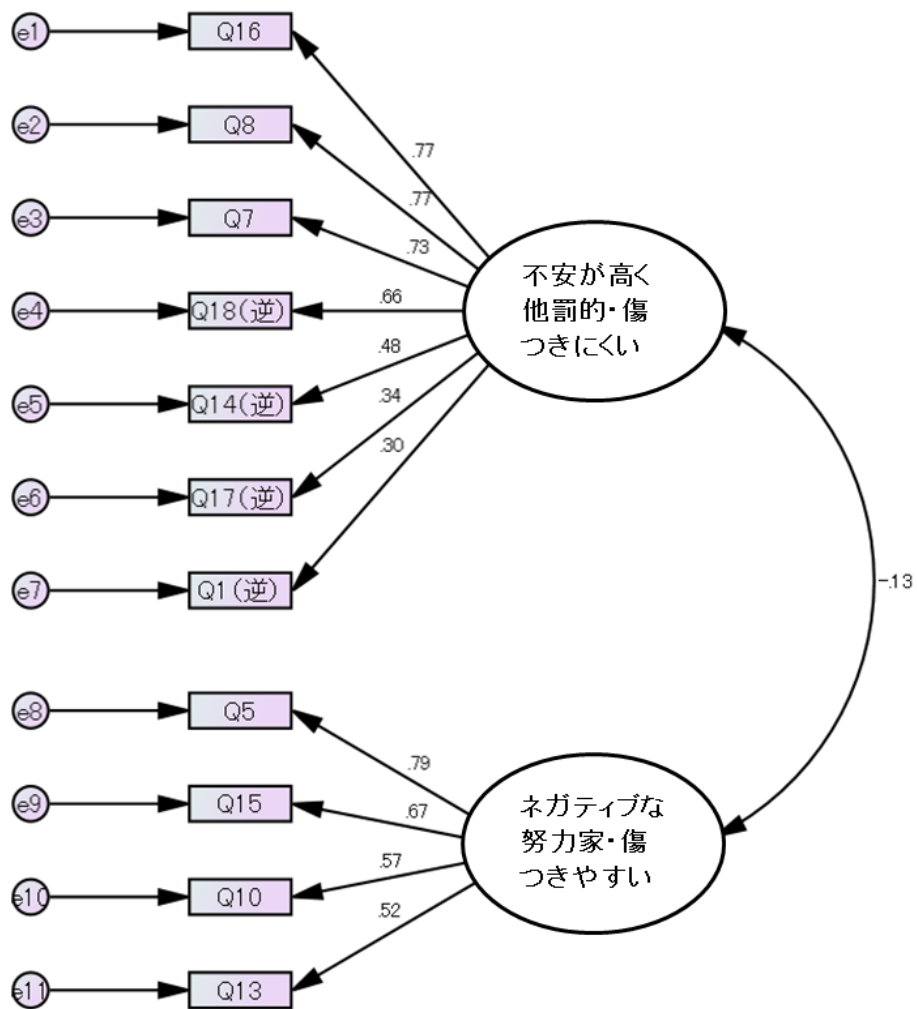 e1
Q16
e2
Q8
.77
.77
e3
Q7
.73
e4
Q18(逆)
.66
不安が高く
他罰的・傷
つきにくい
e5
Q14(逆)
.48
.34
e6
Q17(逆)
.30
e7
Q1(逆)
-.13
e8
Q5
.79
e9
Q15
.67
ネガティブな
努力家・傷
つきやすい
e10
Q10
.57
.52
e11
Q13